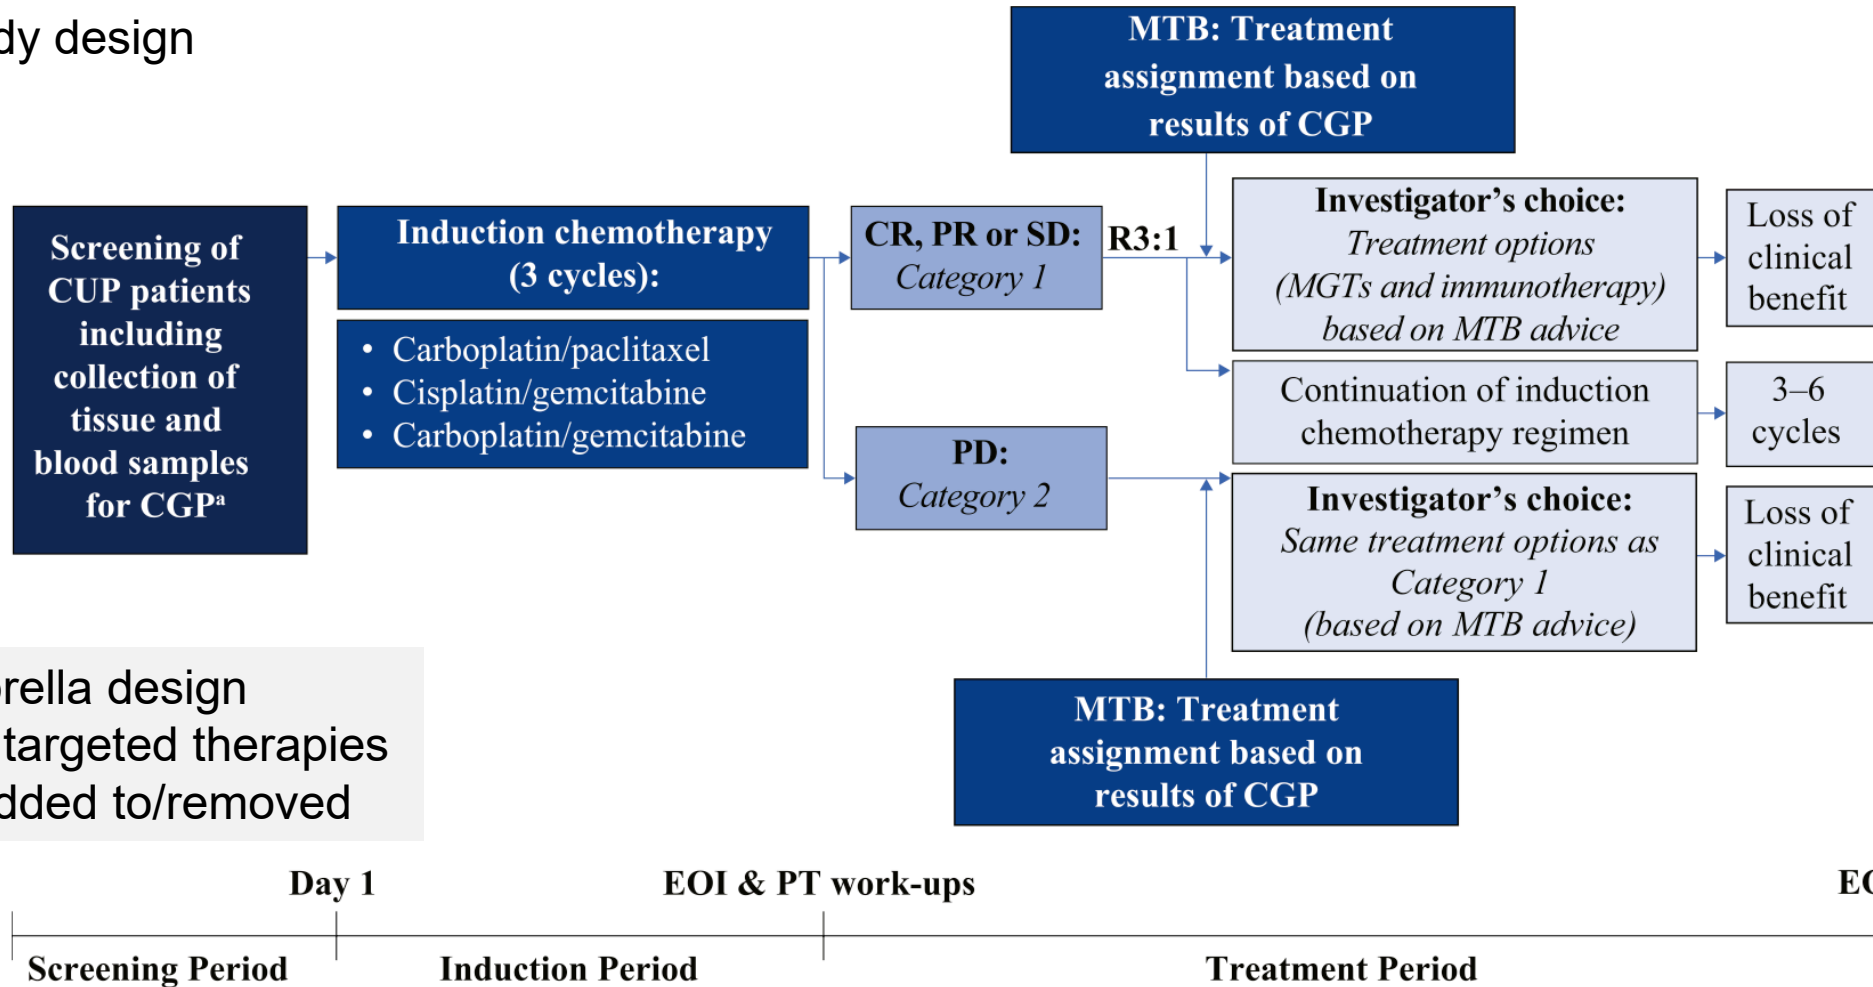 dy design
MTB: Treatment
assignment based on
results of CGP
Screening of
CUP patients
including
collection of
tissue and
blood samples
for CGPᵃ
Induction chemotherapy
(3 cycles):
• Carboplatin/paclitaxel
• Cisplatin/gemcitabine
• Carboplatin/gemcitabine
CR, PR or SD:
Category 1
R3:1
PD:
Category 2
Investigator’s choice:
Treatment options
(MGTs and immunotherapy)
based on MTB advice
Loss of
clinical
benefit
Continuation of induction
chemotherapy regimen
3–6
cycles
Investigator’s choice:
Same treatment options as
Category 1
(based on MTB advice)
Loss of
clinical
benefit
MTB: Treatment
assignment based on
results of CGP
rella design
targeted therapies
dded to/removed
Day 1
EOI & PT work-ups
Screening Period
Induction Period
Treatment Period